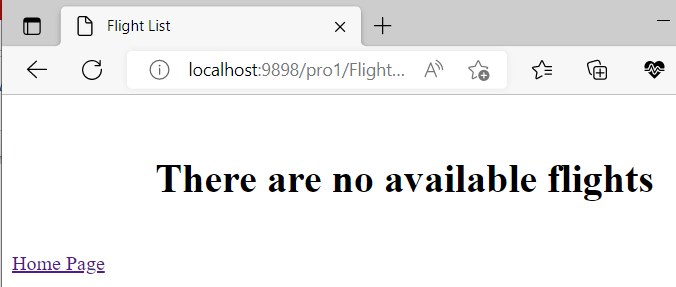 Flight List
localhost:9898/pro1/Flight...
There are no available flights
Home Page